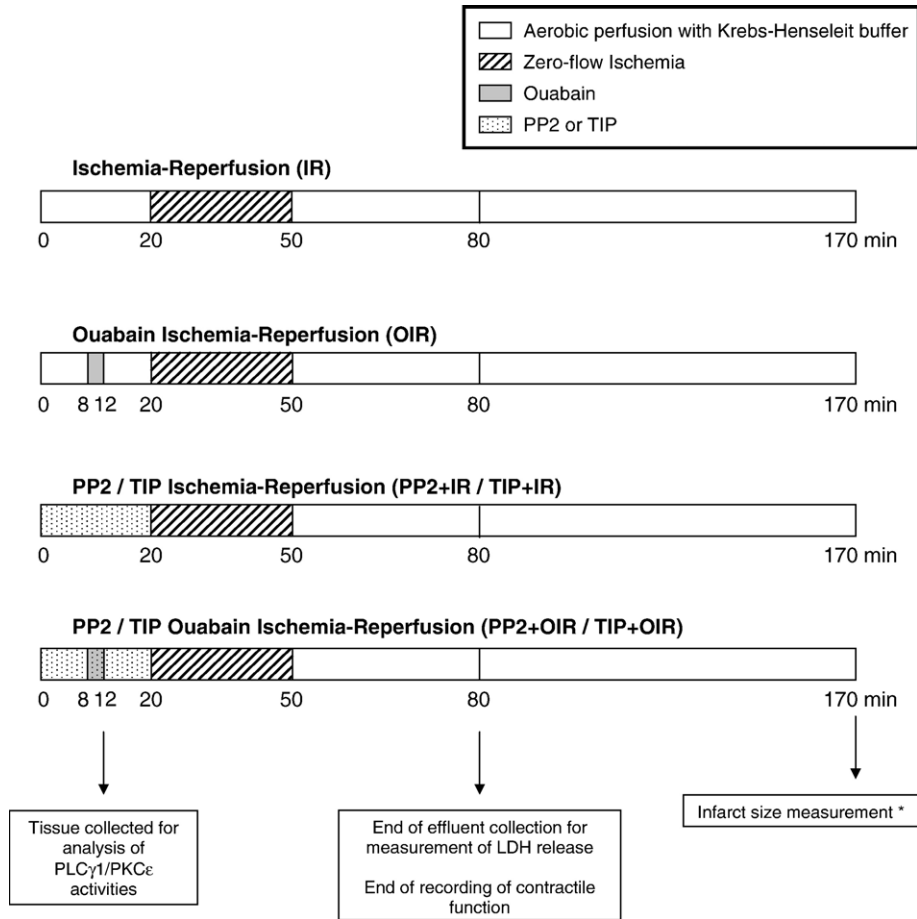 Aerobic perfusion with Krebs-Henseleit buffer
Zero-flow Ischemia
Ouabain
PP2 or TIP
Ischemia-Reperfusion (IR)
0 20 50 80 170 min
Ouabain Ischemia-Reperfusion (OIR)
0 8 12 20 50 80 170 min
PP2 / TIP Ischemia-Reperfusion (PP2+IR / TIP+IR)
0 20 50 80 170 min
PP2 / TIP Ouabain Ischemia-Reperfusion (PP2+OIR / TIP+OIR)
0 8 12 20 50 80 170 min
Tissue collected for
analysis of
PLCγ1/PKCε
activities
End of effluent collection for
measurement of LDH release
End of recording of contractile
function
Infarct size measurement *